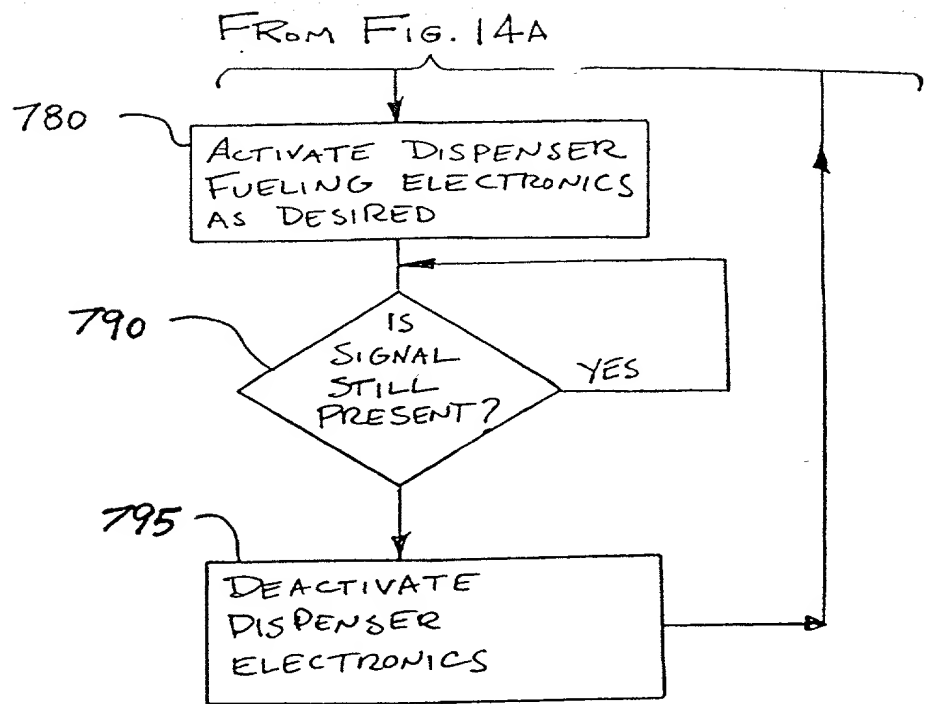 FROM FIG. 14A
780
ACTIVATE DISPENSER
FUELING ELECTRONICS
AS DESIRED
790
IS
SIGNAL
STILL
PRESENT?
YES
795
DEACTIVATE
DISPENSER
ELECTRONICS